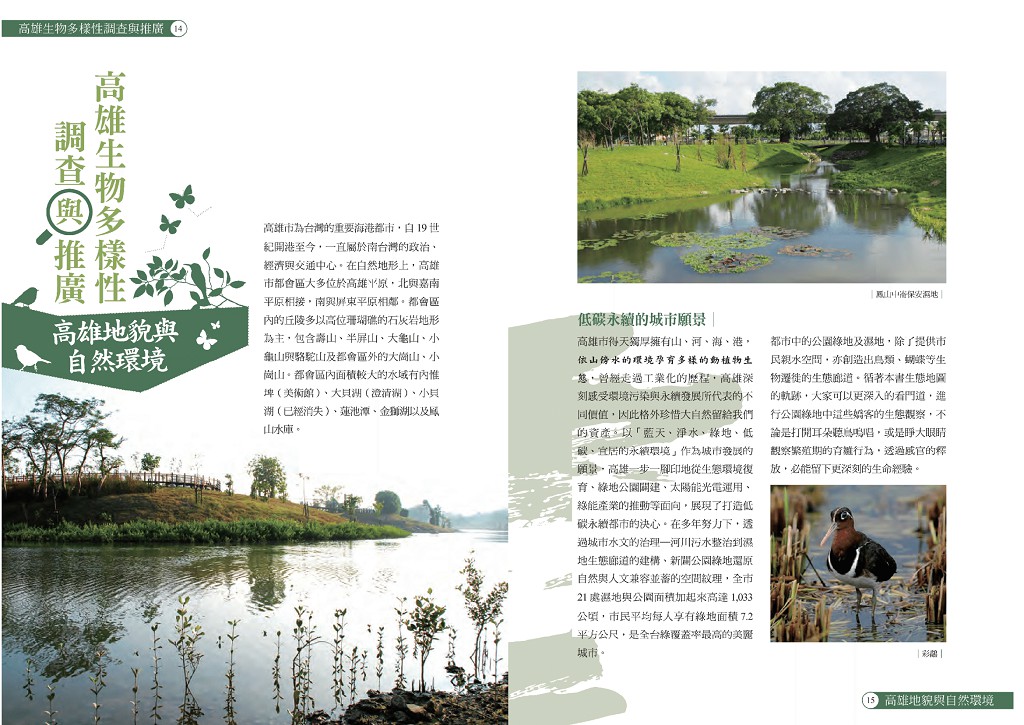 高雄生物多樣性調查與推廣 14
高雄生物多樣性
調查與推廣
高雄地貌與
自然環境
高雄市為台灣的重要海港都市，自 19 世
紀開港至今，一直屬於南台灣的政治、
經濟與交通中心。在自然地形上，高雄
市都會區大多位於高雄平原，北與嘉南
平原相接，南與屏東平原相鄰。都會區
內的丘陵多以高位珊瑚礁的石灰岩地形
為主，包含壽山、半屏山、大龜山、小
龜山與駱駝山及都會區外的大崗山、小
崗山。都會區內面積較大的水域有內惟
埤（美術館）、大貝湖（澄清湖）、小貝
湖（已經消失）、蓮池潭、金獅湖以及鳳
山水庫。
｜鳳山中崙保安濕地｜
低碳永續的城市願景｜
高雄市得天獨厚擁有山、河、海、港，
依山傍水的環境孕育多樣的動植物生
態，曾經走過工業化的歷程，高雄深
刻感受環境污染與永續發展所代表的不
同價值，因此格外珍惜大自然留給我們
的資產。以「藍天、淨水、綠地、低
碳、宜居的永續環境」作為城市發展的
願景，高雄一步一腳印地從生態環境復
育、綠地公園闢建、太陽能光電運用、
綠能產業的推動等面向，展現了打造低
碳永續都市的決心。在多年努力下，透
過城市水文的治理—河川污水整治到濕
地生態廊道的建構、新闢公園綠地還原
自然與人文兼容並蓄的空間紋理，全市
21 處濕地與公園面積加起來高達 1,033
公頃，市民平均每人享有綠地面積 7.2
平方公尺，是全台綠覆蓋率最高的美麗
城市。
都市中的公園綠地及濕地，除了提供市
民親水空間，亦創造出鳥類、蝴蝶等生
物遷徙的生態廊道。循著本書生態地圖
的軌跡，大家可以更深入的看門道，進
行公園綠地中這些嬌客的生態觀察，不
論是打開耳朵聽鳥鳴唱，或是睜大眼睛
觀察繁殖期的育雛行為，透過感官的釋
放，必能留下更深刻的生命經驗。
｜彩鷸｜
15 高雄地貌與自然環境